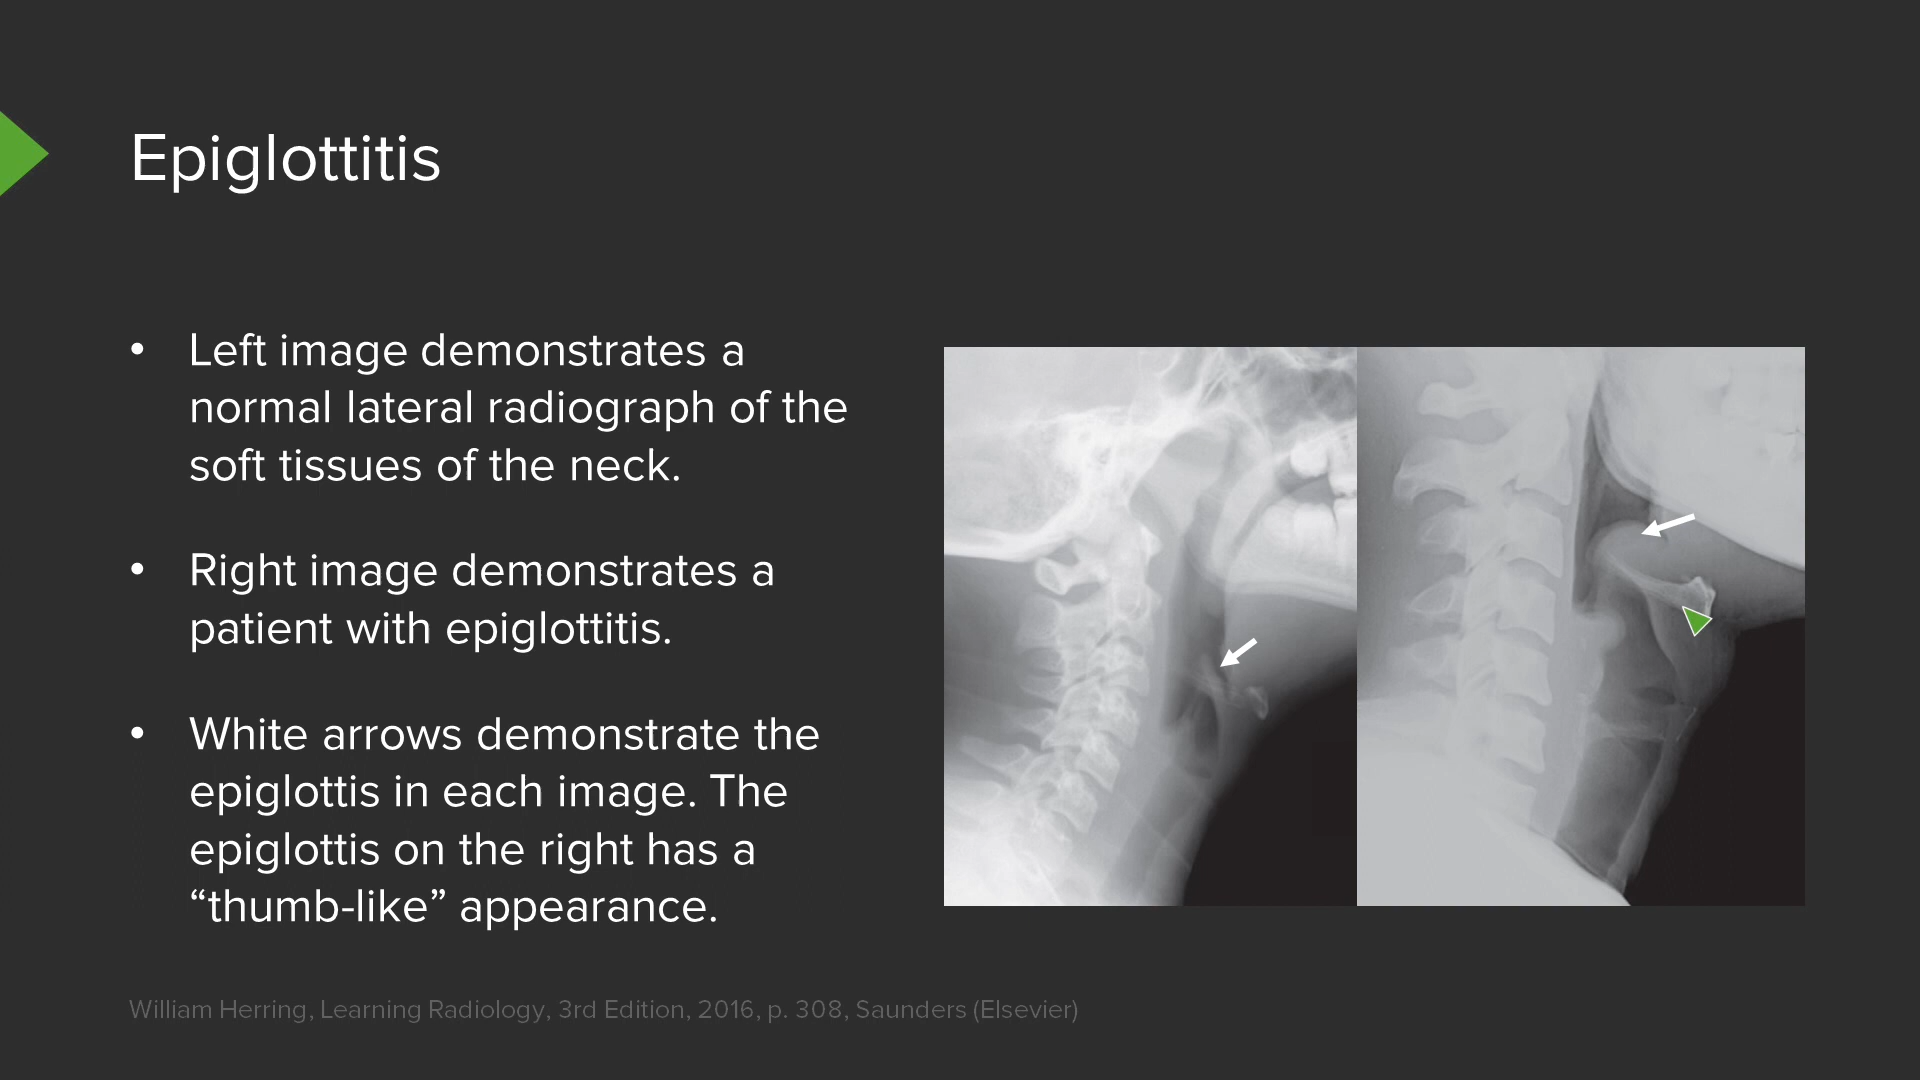 Epiglottitis
• Left image demonstrates a
normal lateral radiograph of the
soft tissues of the neck.
• Right image demonstrates a
patient with epiglottitis.
• White arrows demonstrate the
epiglottis in each image. The
epiglottis on the right has a
“thumb-like” appearance.
William Herring, Learning Radiology, 3rd Edition, 2016, p. 308, Saunders (Elsevier)